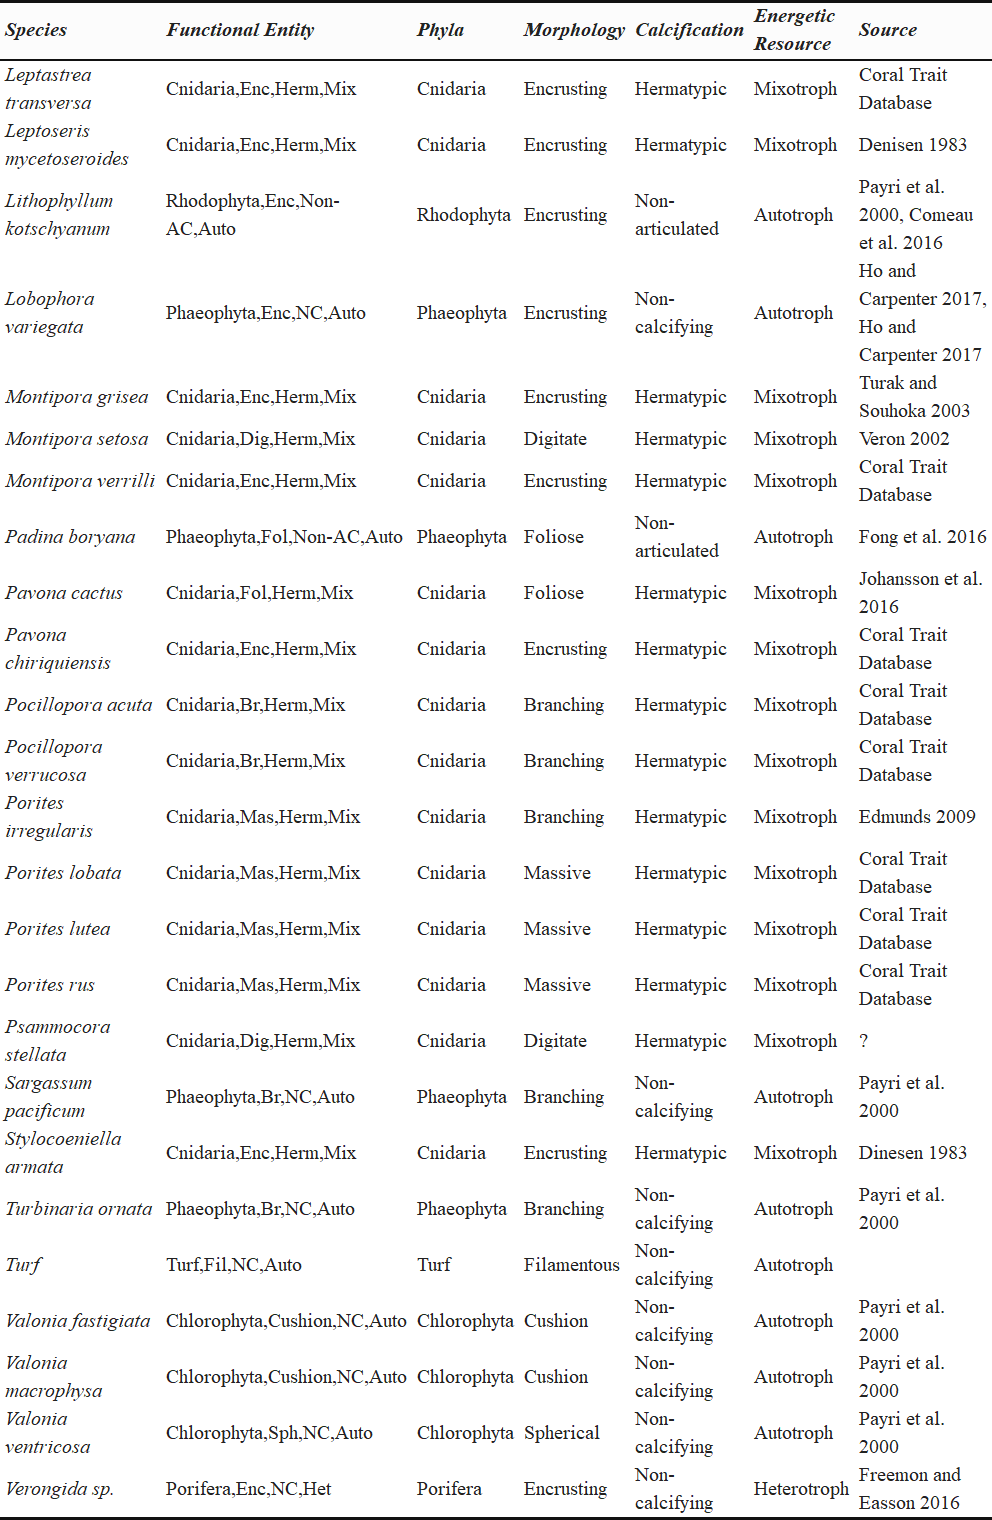 Species Functional Entity Phyla Morphology Calcification Energetic Resource Source
Leptastrea transversa Cnidaria,Enc,Herm,Mix Cnidaria Encrusting Hermatypic Mixotroph Coral Trait Database
Leptoseris mycetoseroides Cnidaria,Enc,Herm,Mix Cnidaria Encrusting Hermatypic Mixotroph Denisen 1983
Lithophyllum kotschyanum Rhodophyta,Enc,Non-AC,Auto Rhodophyta Encrusting Non-articulated Autotroph Payri et al. 2000, Comeau et al. 2016
Lobophora variegata Phaeophyta,Enc,NC,Auto Phaeophyta Encrusting Non-calcifying Autotroph Ho and Carpenter 2017, Ho and Carpenter 2017
Montipora grisea Cnidaria,Enc,Herm,Mix Cnidaria Encrusting Hermatypic Mixotroph Turak and Souhoka 2003
Montipora setosa Cnidaria,Dig,Herm,Mix Cnidaria Digitate Hermatypic Mixotroph Veron 2002
Montipora verrilli Cnidaria,Enc,Herm,Mix Cnidaria Encrusting Hermatypic Mixotroph Coral Trait Database
Padina boryana Phaeophyta,Fol,Non-AC,Auto Phaeophyta Foliose Non-articulated Autotroph Fong et al. 2016
Pavona cactus Cnidaria,Fol,Herm,Mix Cnidaria Foliose Hermatypic Mixotroph Johansson et al. 2016
Pavona chiriquiensis Cnidaria,Enc,Herm,Mix Cnidaria Encrusting Hermatypic Mixotroph Coral Trait Database
Pocillopora acuta Cnidaria,Br,Herm,Mix Cnidaria Branching Hermatypic Mixotroph Coral Trait Database
Pocillopora verrucosa Cnidaria,Br,Herm,Mix Cnidaria Branching Hermatypic Mixotroph Coral Trait Database
Porites irregularis Cnidaria,Mas,Herm,Mix Cnidaria Branching Hermatypic Mixotroph Edmunds 2009
Porites lobata Cnidaria,Mas,Herm,Mix Cnidaria Massive Hermatypic Mixotroph Coral Trait Database
Porites lutea Cnidaria,Mas,Herm,Mix Cnidaria Massive Hermatypic Mixotroph Coral Trait Database
Porites rus Cnidaria,Mas,Herm,Mix Cnidaria Massive Hermatypic Mixotroph Coral Trait Database
Psammocora stellata Cnidaria,Dig,Herm,Mix Cnidaria Digitate Hermatypic Mixotroph ?
Sargassum pacificum Phaeophyta,Br,NC,Auto Phaeophyta Branching Non-calcifying Autotroph Payri et al. 2000
Stylocoeniella armata Cnidaria,Enc,Herm,Mix Cnidaria Encrusting Hermatypic Mixotroph Dinesen 1983
Turbinaria ornata Phaeophyta,Br,NC,Auto Phaeophyta Branching Non-calcifying Autotroph Payri et al. 2000
Turf Turf,Fil,NC,Auto Turf Filamentous Non-calcifying Autotroph
Valonia fastigiata Chlorophyta,Cushion,NC,Auto Chlorophyta Cushion Non-calcifying Autotroph Payri et al. 2000
Valonia macrophysa Chlorophyta,Cushion,NC,Auto Chlorophyta Cushion Non-calcifying Autotroph Payri et al. 2000
Valonia ventricosa Chlorophyta,Sph,NC,Auto Chlorophyta Spherical Non-calcifying Autotroph Payri et al. 2000
Verongida sp. Porifera,Enc,NC,Het Porifera Encrusting Non-calcifying Heterotroph Freemon and Easson 2016